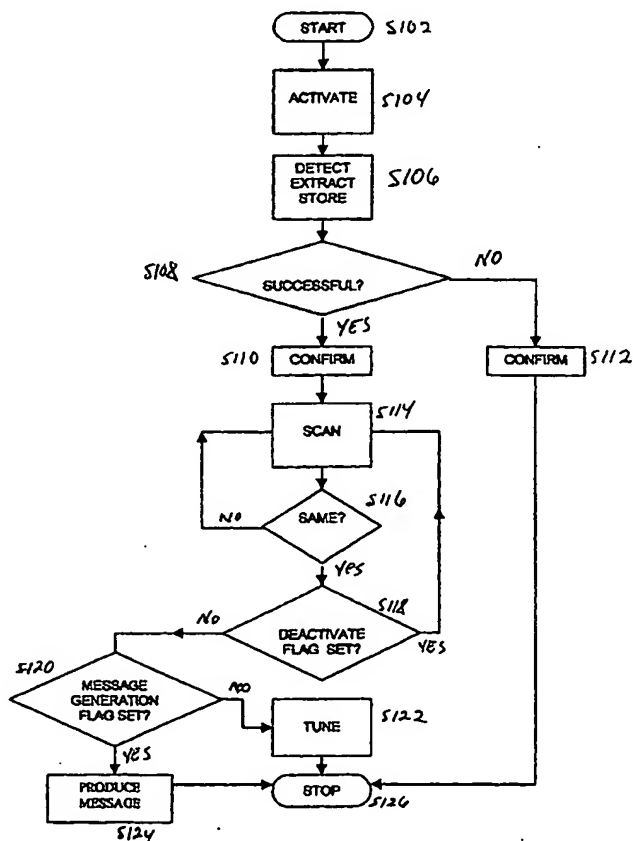 START S102
ACTIVATE S104
DETECT
EXTRACT
STORE
S106
S108 SUCCESSFUL? NO
YES
S110 CONFIRM
CONFIRM S112
SCAN S114
SAME? S116
NO
YES
S118
DEACTIVATE
FLAG SET?
NO
YES
S120
MESSAGE
GENERATION
FLAG SET?
NO
YES
TUNE S122
PRODUCE
MESSAGE
S124
STOP
S126